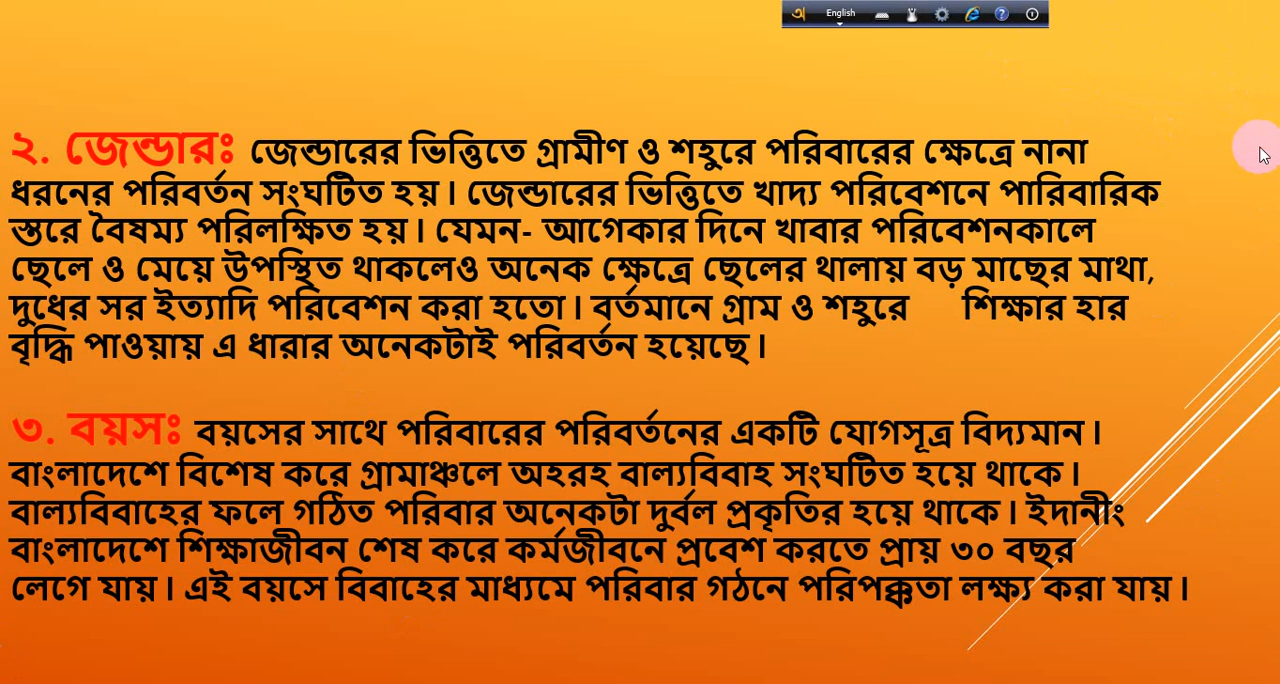 অ English
২. জেন্ডারঃ জেন্ডারের ভিত্তিতে গ্রামীণ ও শহুরে পরিবারের ক্ষেত্রে নানা
ধরনের পরিবর্তন সংঘটিত হয়। জেন্ডারের ভিত্তিতে খাদ্য পরিবেশনে পারিবারিক
স্তরে বৈষম্য পরিলক্ষিত হয়। যেমন- আগেকার দিনে খাবার পরিবেশনকালে
ছেলে ও মেয়ে উপস্থিত থাকলেও অনেক ক্ষেত্রে ছেলের থালায় বড় মাছের মাথা,
দুধের সর ইত্যাদি পরিবেশন করা হতো। বর্তমানে গ্রাম ও শহুরে শিক্ষার হার
বৃদ্ধি পাওয়ায় এ ধারার অনেকটাই পরিবর্তন হয়েছে।
৩. বয়সঃ বয়সের সাথে পরিবারের পরিবর্তনের একটি যোগসূত্র বিদ্যমান।
বাংলাদেশে বিশেষ করে গ্রামাঞ্চলে অহরহ বাল্যবিবাহ সংঘটিত হয়ে থাকে।
বাল্যবিবাহের ফলে গঠিত পরিবার অনেকটা দুর্বল প্রকৃতির হয়ে থাকে। ইদানীং
বাংলাদেশে শিক্ষাজীবন শেষ করে কর্মজীবনে প্রবেশ করতে প্রায় ৩০ বছর
লেগে যায়। এই বয়সে বিবাহের মাধ্যমে পরিবার গঠনে পরিপক্কতা লক্ষ্য করা যায়।